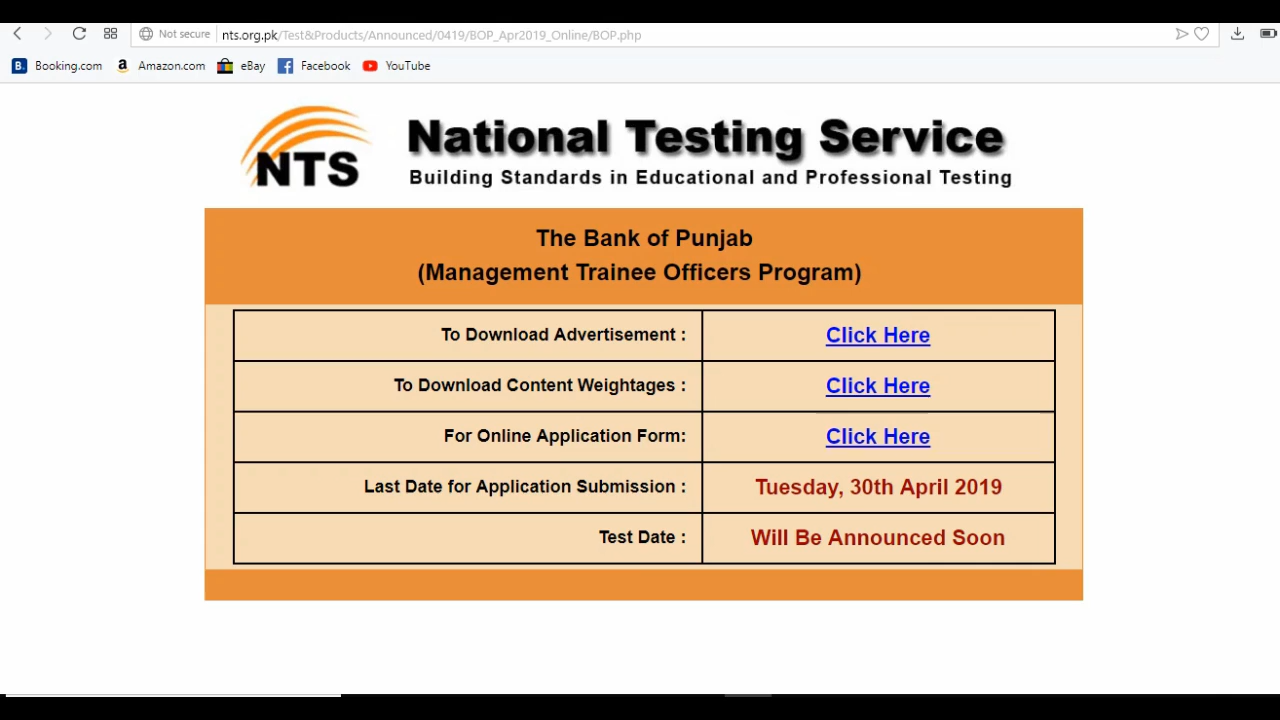 Not secure nts.org.pk/Test&Products/Announced/0419/BOP_Apr2019_Online/BOP.php
B. Booking.com a Amazon.com eBay Facebook YouTube
NTS
National Testing Service
Building Standards in Educational and Professional Testing
The Bank of Punjab
(Management Trainee Officers Program)
To Download Advertisement : Click Here
To Download Content Weightages : Click Here
For Online Application Form: Click Here
Last Date for Application Submission : Tuesday, 30th April 2019
Test Date : Will Be Announced Soon